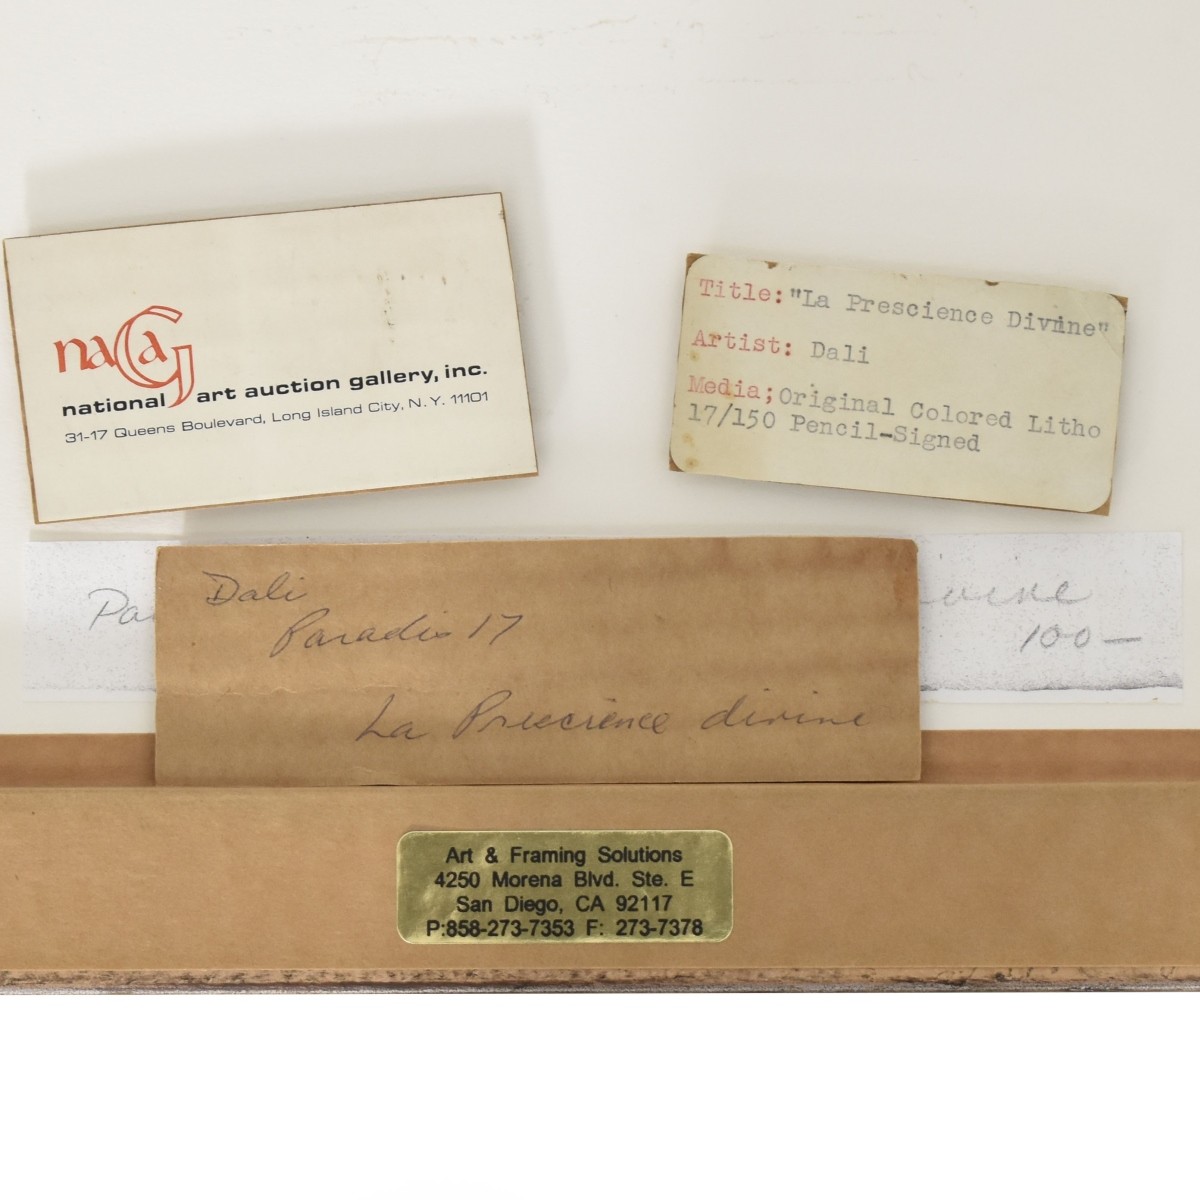 naGa
national art auction gallery, inc.
31-17 Queens Boulevard, Long Island City, N.Y. 11101
Title: "La Prescience Divine"
Artist: Dali
Media; Original Colored Litho
17/150 Pencil-Signed
Dali
Paradis 17
La Prescience divine
100—
Art & Framing Solutions
4250 Morena Blvd. Ste. E
San Diego, CA 92117
P:858-273-7353 F: 273-7378